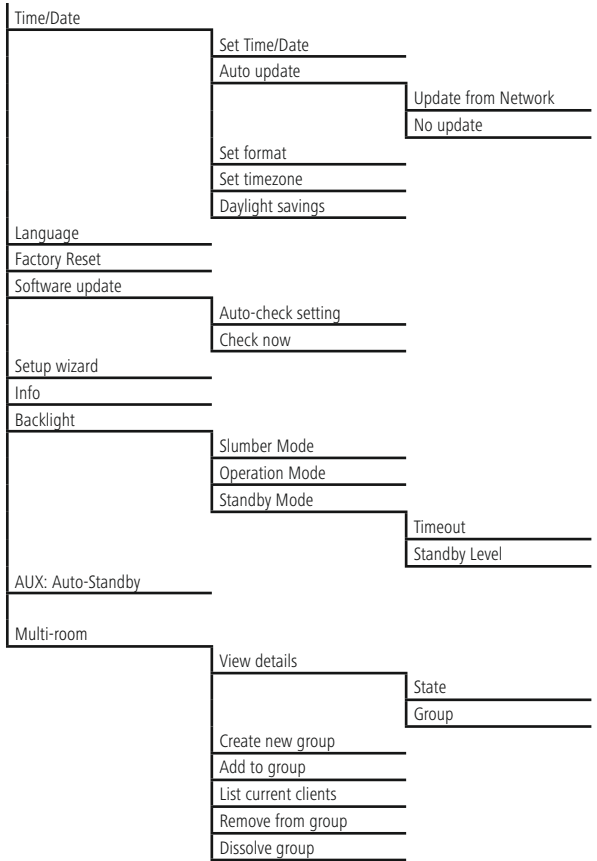 Time/Date
Set Time/Date
Auto update
Update from Network
No update
Set format
Set timezone
Daylight savings
Language
Factory Reset
Software update
Auto-check setting
Check now
Setup wizard
Info
Backlight
Slumber Mode
Operation Mode
Standby Mode
Timeout
Standby Level
AUX: Auto-Standby
Multi-room
View details
State
Group
Create new group
Add to group
List current clients
Remove from group
Dissolve group